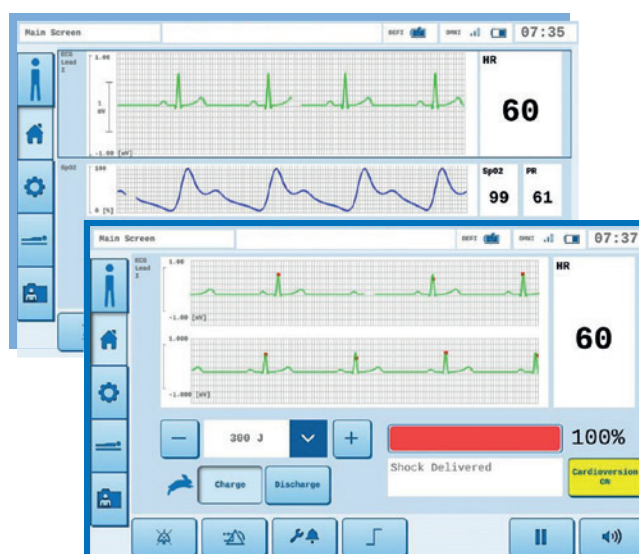 Main Screen
DEFI
OMNI
07:35
ECG
Lead
I
1.00
1
mV
-1.00 [mV]
HR
60
SpO2
100
0 [%]
SpO2
99
PR
61
Main Screen
DEFI
OMNI
07:37
ECG
Lead
I
1.00
-1.00 [mV]
1.000
-1.000 [mV]
HR
60
300 J
100%
Charge
Discharge
Shock Delivered
Cardioversion
ON